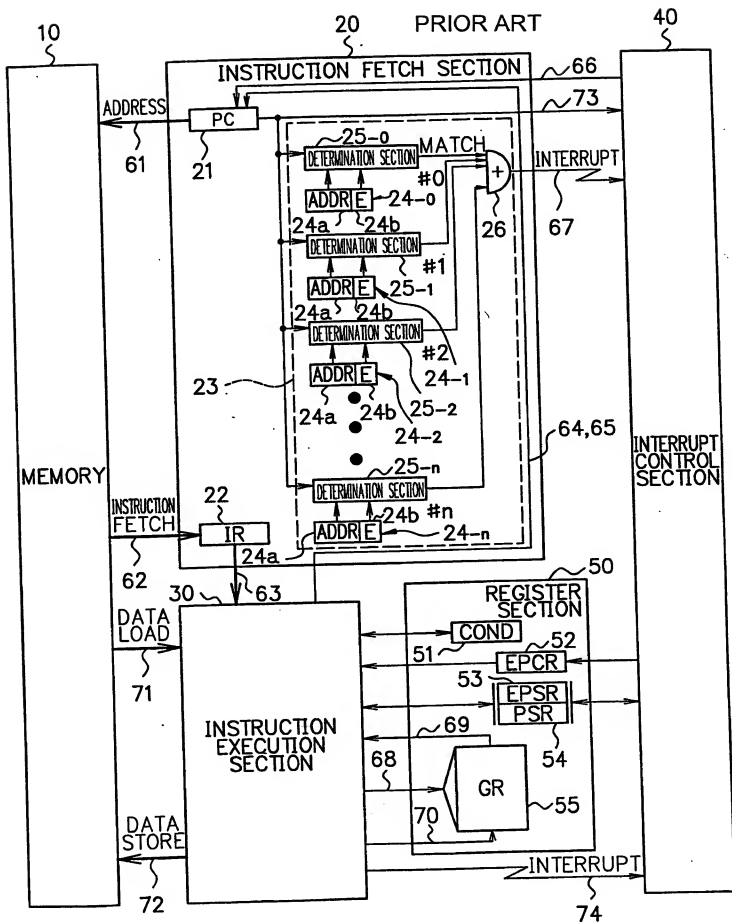 PRIOR ART
10
20
40
INSTRUCTION FETCH SECTION
66
ADDRESS
61
PC
21
73
25-0
MATCH
DETERMINATION SECTION
#0
INTERRUPT
67
+
26
ADDR E
24-0
24a
24b
DETERMINATION SECTION
#1
25-1
ADDR E
24a
24b
DETERMINATION SECTION
#2
24-1
23
ADDR E
25-2
24a
24b
24-2
64,65
25-n
DETERMINATION SECTION
24b
#n
ADDR E
24-n
24a
MEMORY
INTERRUPT
CONTROL
SECTION
INSTRUCTION
FETCH
62
22
IR
63
30
50
REGISTER
SECTION
DATA
LOAD
71
COND
51
52
EPCR
53
EPSR
PSR
54
INSTRUCTION
EXECUTION
SECTION
69
68
GR
55
70
DATA
STORE
72
INTERRUPT
74